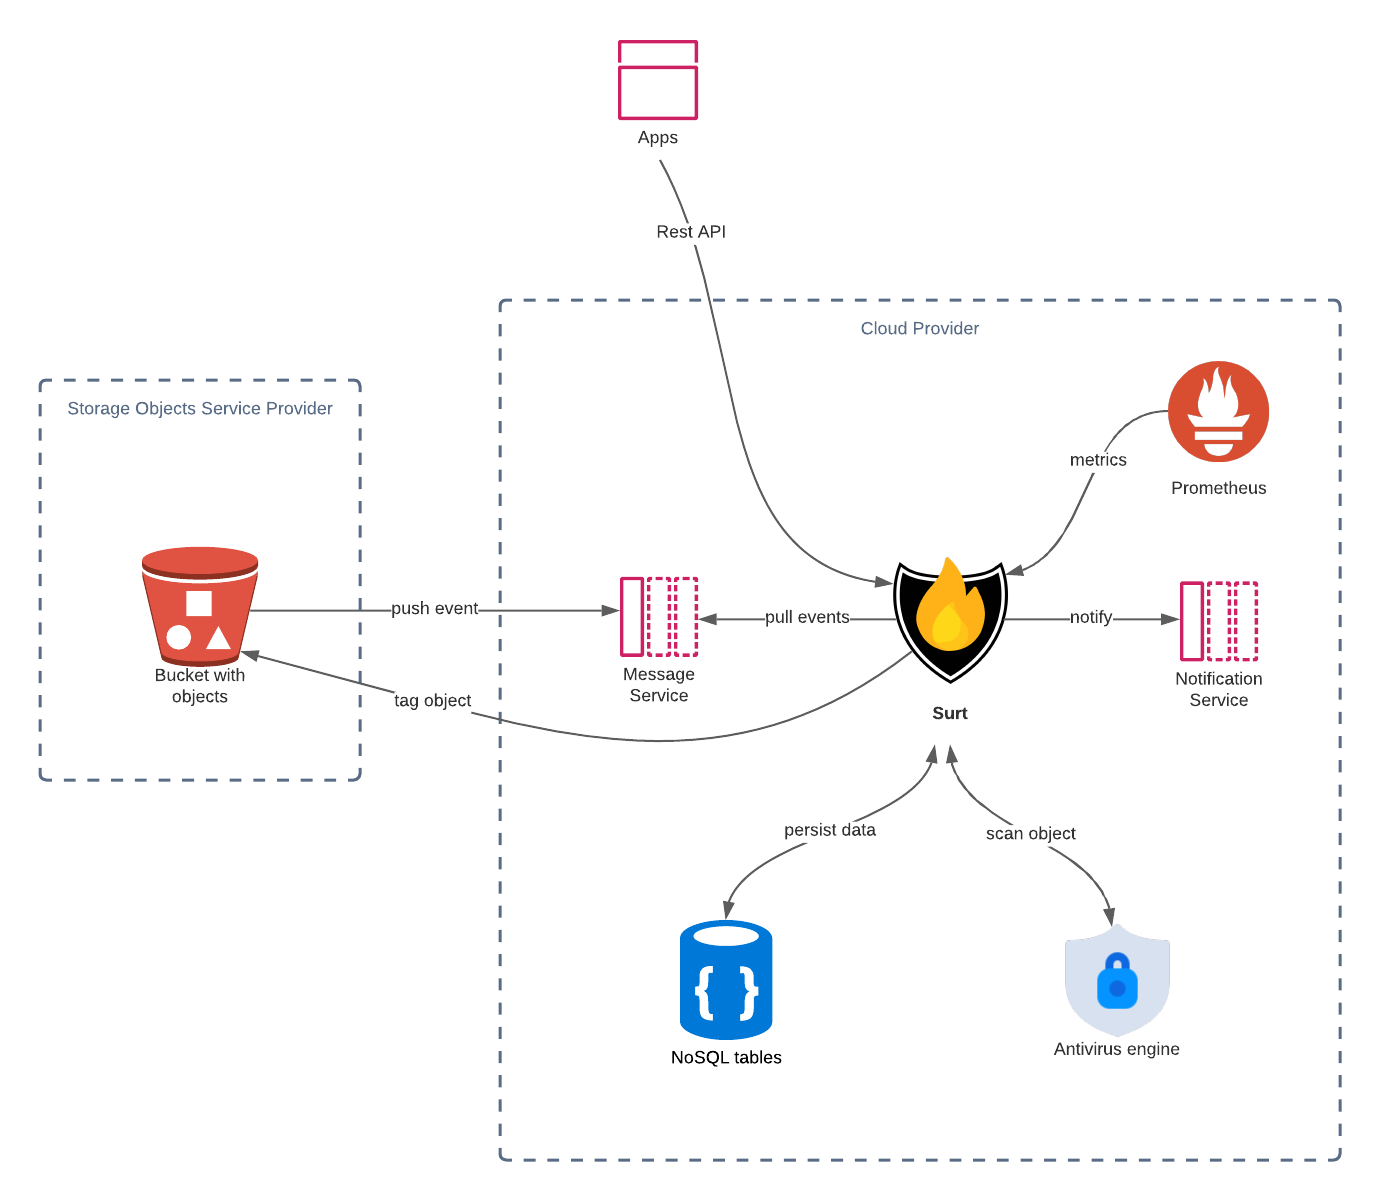 Apps
Rest API
Cloud Provider
Storage Objects Service Provider
metrics
Prometheus
push event
pull events
notify
Bucket with
objects
Message
Service
Notification
Service
tag object
Surt
persist data
scan object
NoSQL tables
Antivirus engine